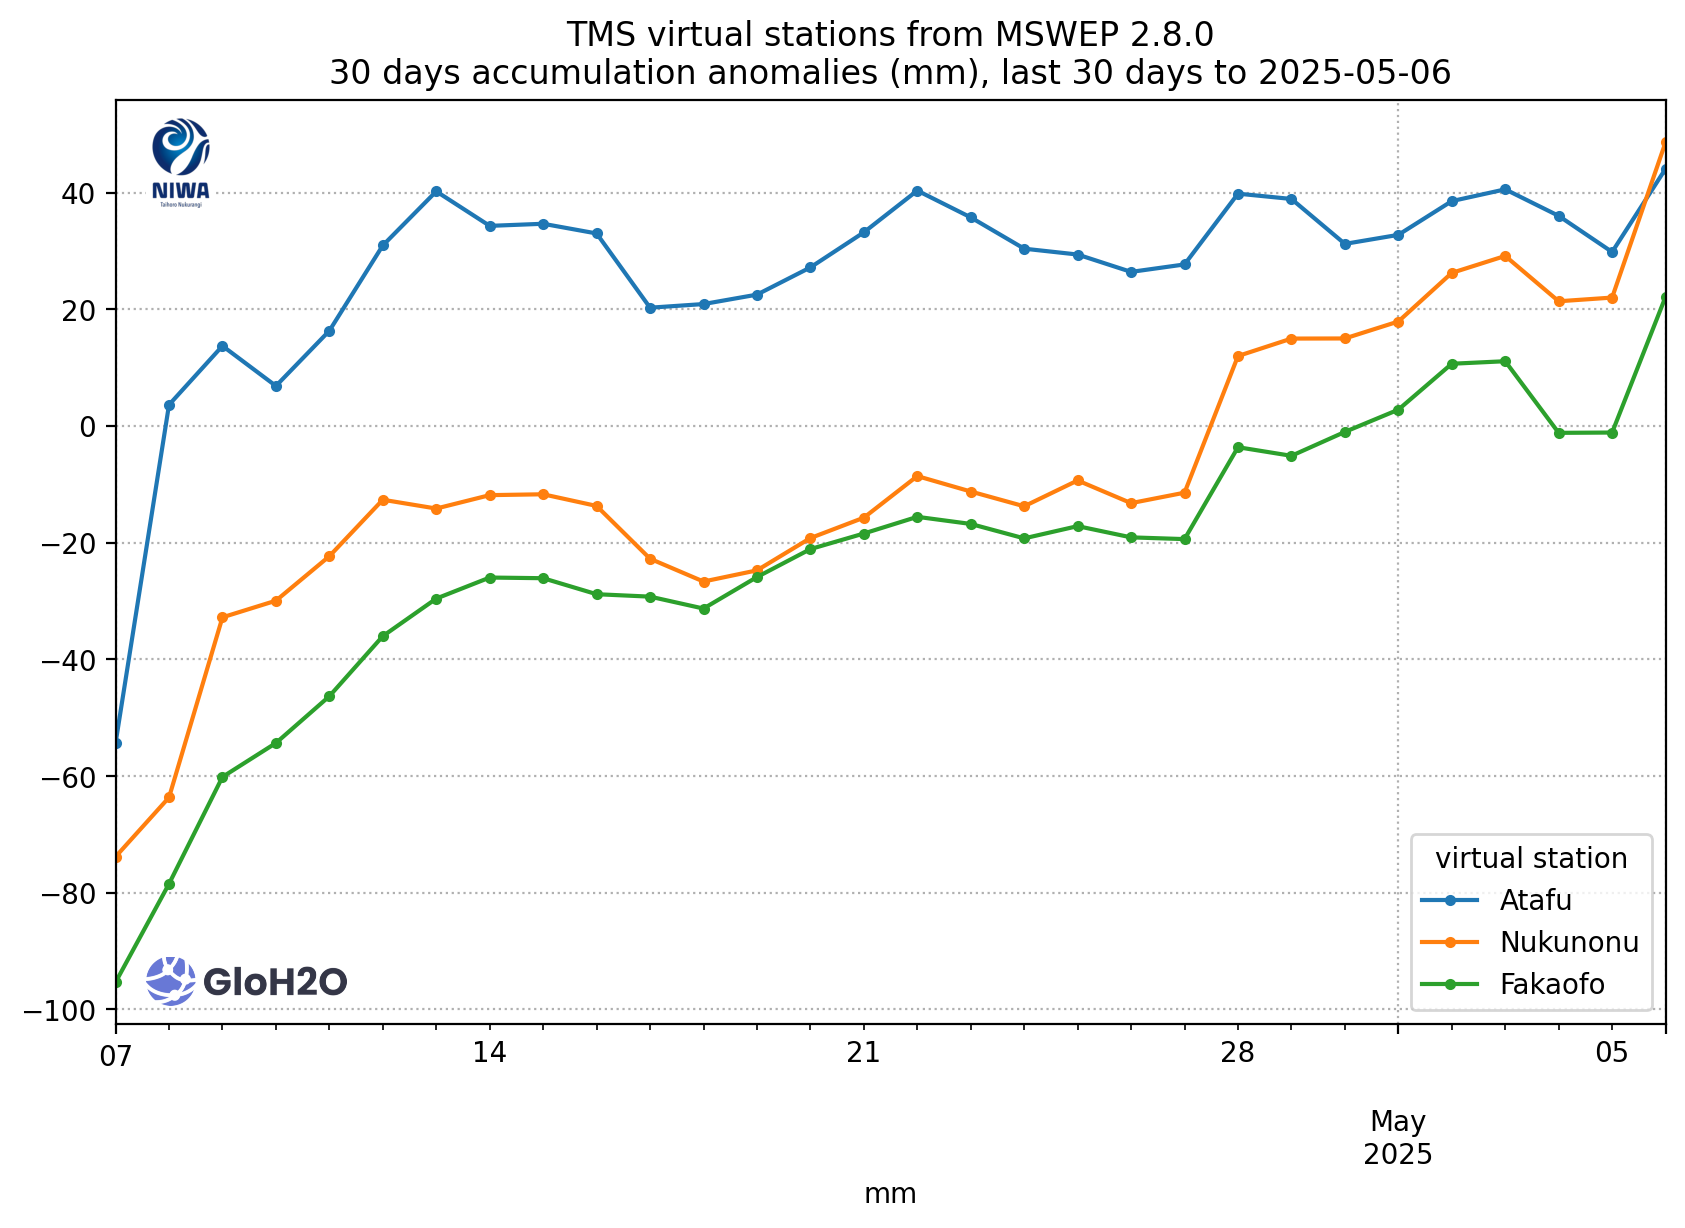 TMS virtual stations from MSWEP 2.8.0
30 days accumulation anomalies (mm), last 30 days to 2025-05-06
NIWA
Taihoro Nukurangi
40
20
0
−20
−40
−60
−80
−100
virtual station
Atafu
Nukunonu
Fakaofo
GloH2O
07 14 21 28 05
May
2025
mm